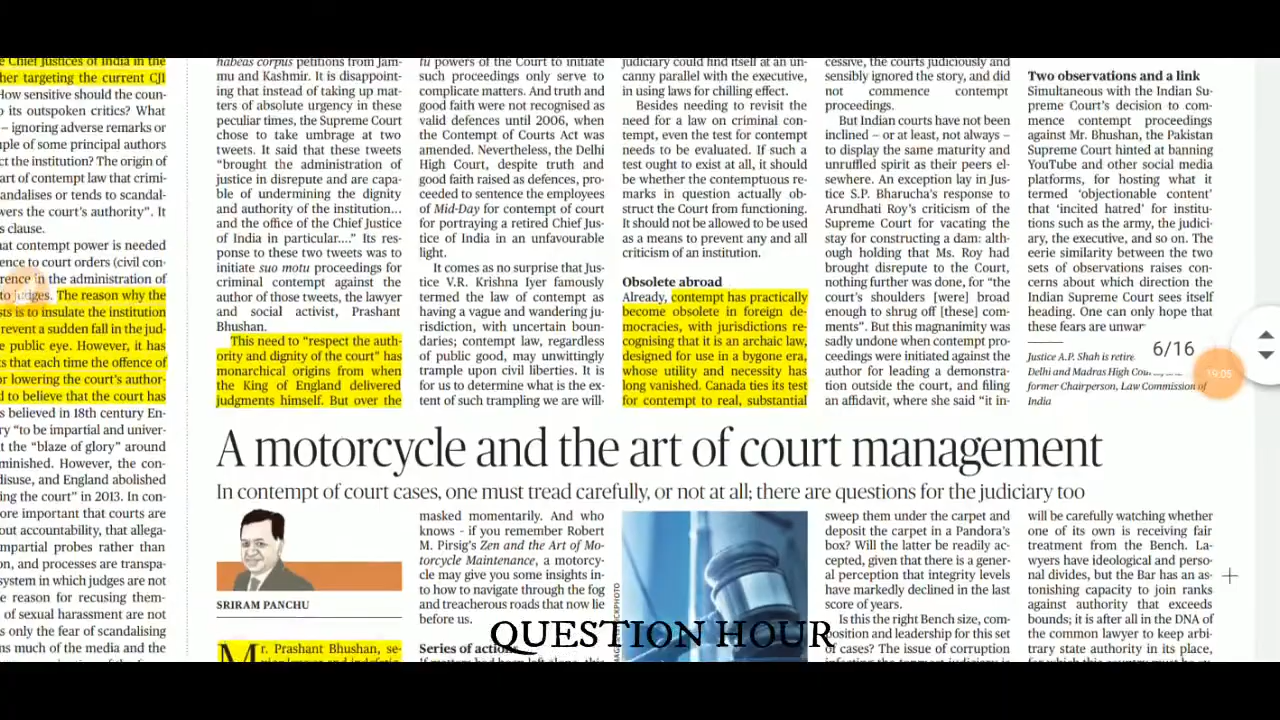 e Chief Justices of India in the
her targeting the current CJI
How sensitive should the coun-
o its outspoken critics? What
– ignoring adverse remarks or
ple of some principal authors
ct the institution? The origin of
art of contempt law that crimi-
andalises or tends to scandal-
wers the court's authority". It
s clause.
at contempt power is needed
ence to court orders (civil con-
rence in the administration of
to judges. The reason why the
sts is to insulate the institution
revent a sudden fall in the jud-
e public eye. However, it has
s that each time the offence of
or lowering the court's author-
d to believe that the court has
s believed in 18th century En-
ry "to be impartial and univer-
t the "blaze of glory" around
minished. However, the con-
disuse, and England abolished
ing the court" in 2013. In con-
ore important that courts are
out accountability, that allega-
mpartial probes rather than
on, and processes are transpa-
system in which judges are not
e reason for recusing them-
of sexual harassment are not
s only the fear of scandalising
ns much of the media and the
habeas corpus petitions from Jam-
mu and Kashmir. It is disappoint-
ing that instead of taking up mat-
ters of absolute urgency in these
peculiar times, the Supreme Court
chose to take umbrage at two
tweets. It said that these tweets
"brought the administration of
justice in disrepute and are capa-
ble of undermining the dignity
and authority of the institution...
and the office of the Chief Justice
of India in particular...." Its res-
ponse to these two tweets was to
initiate suo motu proceedings for
criminal contempt against the
author of those tweets, the lawyer
and social activist, Prashant
Bhushan.
This need to "respect the auth-
ority and dignity of the court" has
monarchical origins from when
the King of England delivered
judgments himself. But over the
tu powers of the Court to initiate
such proceedings only serve to
complicate matters. And truth and
good faith were not recognised as
valid defences until 2006, when
the Contempt of Courts Act was
amended. Nevertheless, the Delhi
High Court, despite truth and
good faith raised as defences, pro-
ceeded to sentence the employees
of Mid-Day for contempt of court
for portraying a retired Chief Jus-
tice of India in an unfavourable
light.
It comes as no surprise that Jus-
tice V.R. Krishna Iyer famously
termed the law of contempt as
having a vague and wandering ju-
risdiction, with uncertain boun-
daries; contempt law, regardless
of public good, may unwittingly
trample upon civil liberties. It is
for us to determine what is the ex-
tent of such trampling we are will-
judiciary could find itself at an un-
canny parallel with the executive,
in using laws for chilling effect.
Besides needing to revisit the
need for a law on criminal con-
tempt, even the test for contempt
needs to be evaluated. If such a
test ought to exist at all, it should
be whether the contemptuous re-
marks in question actually ob-
struct the Court from functioning.
It should not be allowed to be used
as a means to prevent any and all
criticism of an institution.
Obsolete abroad
Already, contempt has practically
become obsolete in foreign de-
mocracies, with jurisdictions re-
cognising that it is an archaic law,
designed for use in a bygone era,
whose utility and necessity has
long vanished. Canada ties its test
for contempt to real, substantial
cessive, the courts judiciously and
sensibly ignored the story, and did
not commence contempt
proceedings.
But Indian courts have not been
inclined – or at least, not always –
to display the same maturity and
unruffled spirit as their peers el-
sewhere. An exception lay in Jus-
tice S.P. Bharucha's response to
Arundhati Roy's criticism of the
Supreme Court for vacating the
stay for constructing a dam: alth-
ough holding that Ms. Roy had
brought disrepute to the Court,
nothing further was done, for "the
court's shoulders [were] broad
enough to shrug off [these] com-
ments". But this magnanimity was
sadly undone when contempt pro-
ceedings were initiated against the
author for leading a demonstra-
tion outside the court, and filing
an affidavit, where she said "it in-
Two observations and a link
Simultaneous with the Indian Su-
preme Court's decision to com-
mence contempt proceedings
against Mr. Bhushan, the Pakistan
Supreme Court hinted at banning
YouTube and other social media
platforms, for hosting what it
termed 'objectionable content'
that 'incited hatred' for institu-
tions such as the army, the judici-
ary, the executive, and so on. The
eerie similarity between the two
sets of observations raises con-
cerns about which direction the
Indian Supreme Court sees itself
heading. One can only hope that
these fears are unwar
Justice A.P. Shah is retire
Delhi and Madras High
former Chairperson, Law Commission of
India
6/16
19:05
A motorcycle and the art of court management
In contempt of court cases, one must tread carefully, or not at all; there are questions for the judiciary too
SRIRAM PANCHU
Mr. Prashant Bhushan, se-
masked momentarily. And who
knows - if you remember Robert
M. Pirsig's Zen and the Art of Mo-
torcycle Maintenance, a motorcy-
cle may give you some insights in-
to how to navigate through the fog
and treacherous roads that now lie
before us.
Series of action
sweep them under the carpet and
deposit the carpet in a Pandora's
box? Will the latter be readily ac-
cepted, given that there is a gener-
al perception that integrity levels
have markedly declined in the last
score of years.
Is this the right Bench size, com-
position and leadership for this set
of cases? The issue of corruption
will be carefully watching whether
one of its own is receiving fair
treatment from the Bench. La-
wyers have ideological and perso-
nal divides, but the Bar has an as-
tonishing capacity to join ranks
against authority that exceeds
bounds; it is after all in the DNA of
the common lawyer to keep arbi-
trary state authority in its place,
QUESTION HOUR